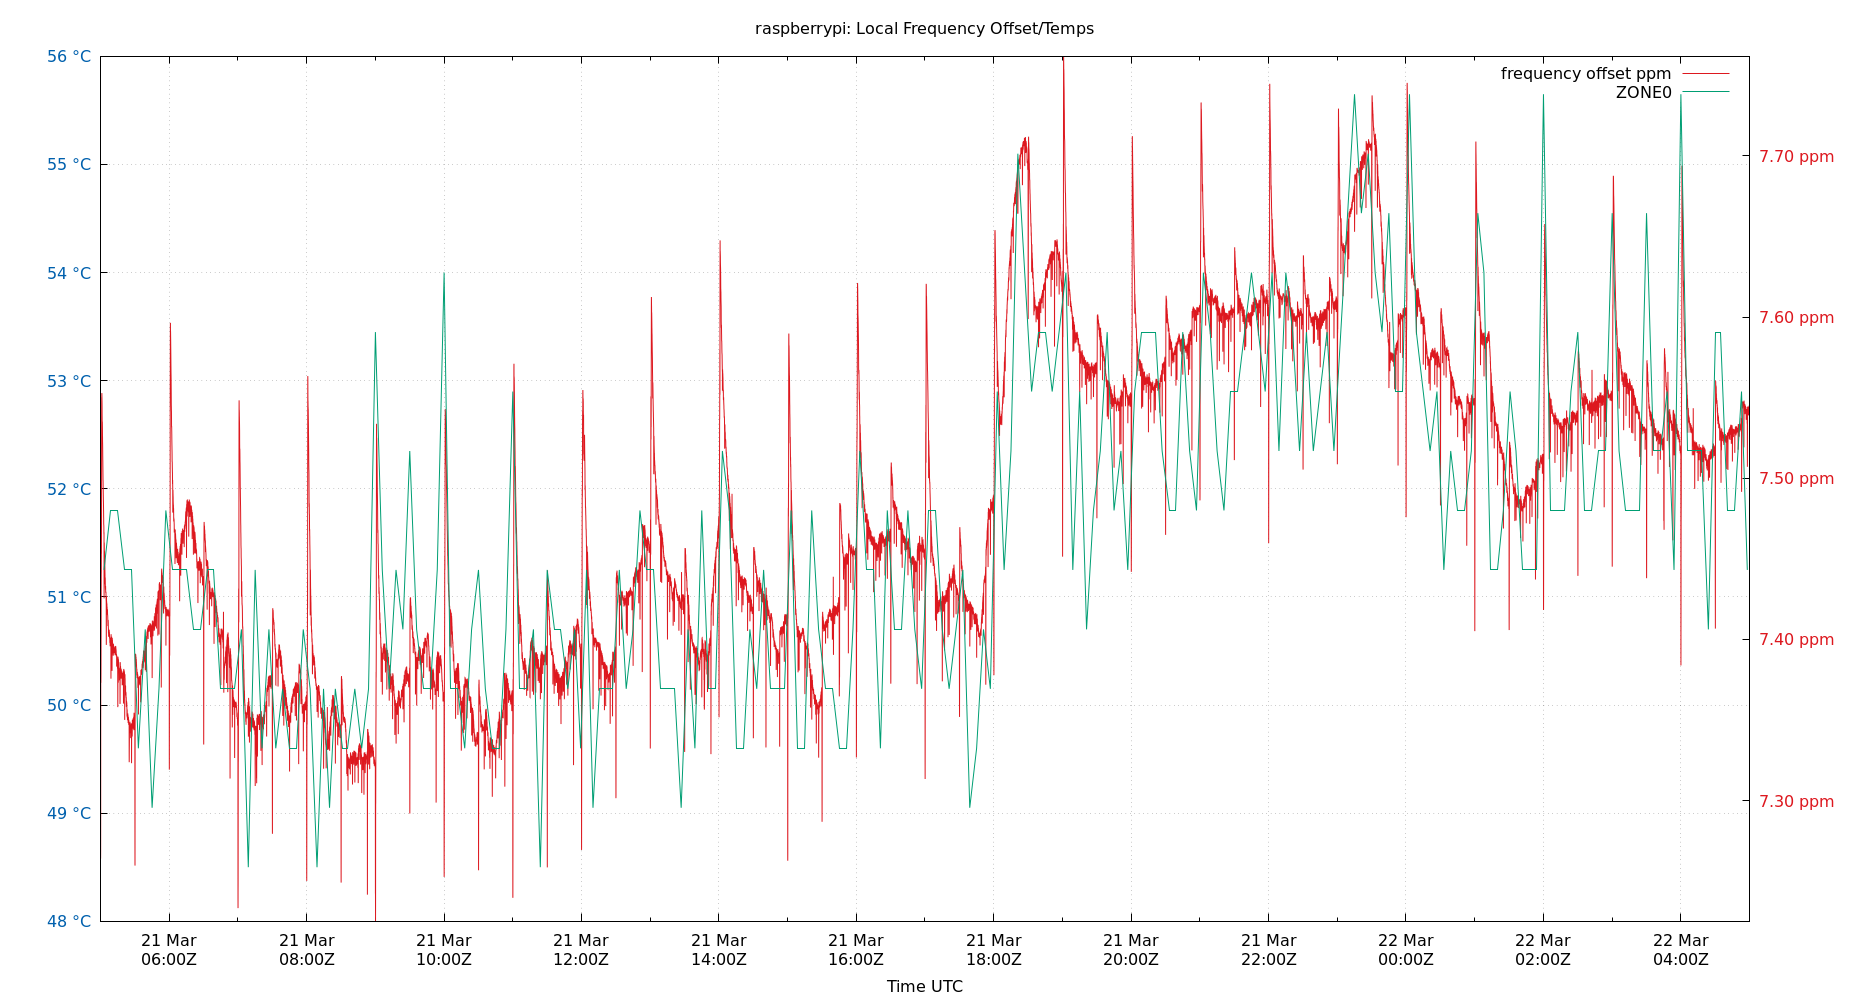 raspberrypi: Local Frequency Offset/Temps
56 °C
55 °C
54 °C
53 °C
52 °C
51 °C
50 °C
49 °C
48 °C
frequency offset ppm
ZONE0
7.70 ppm
7.60 ppm
7.50 ppm
7.40 ppm
7.30 ppm
21 Mar
06:00Z
21 Mar
08:00Z
21 Mar
10:00Z
21 Mar
12:00Z
21 Mar
14:00Z
21 Mar
16:00Z
21 Mar
18:00Z
21 Mar
20:00Z
21 Mar
22:00Z
22 Mar
00:00Z
22 Mar
02:00Z
22 Mar
04:00Z
Time UTC